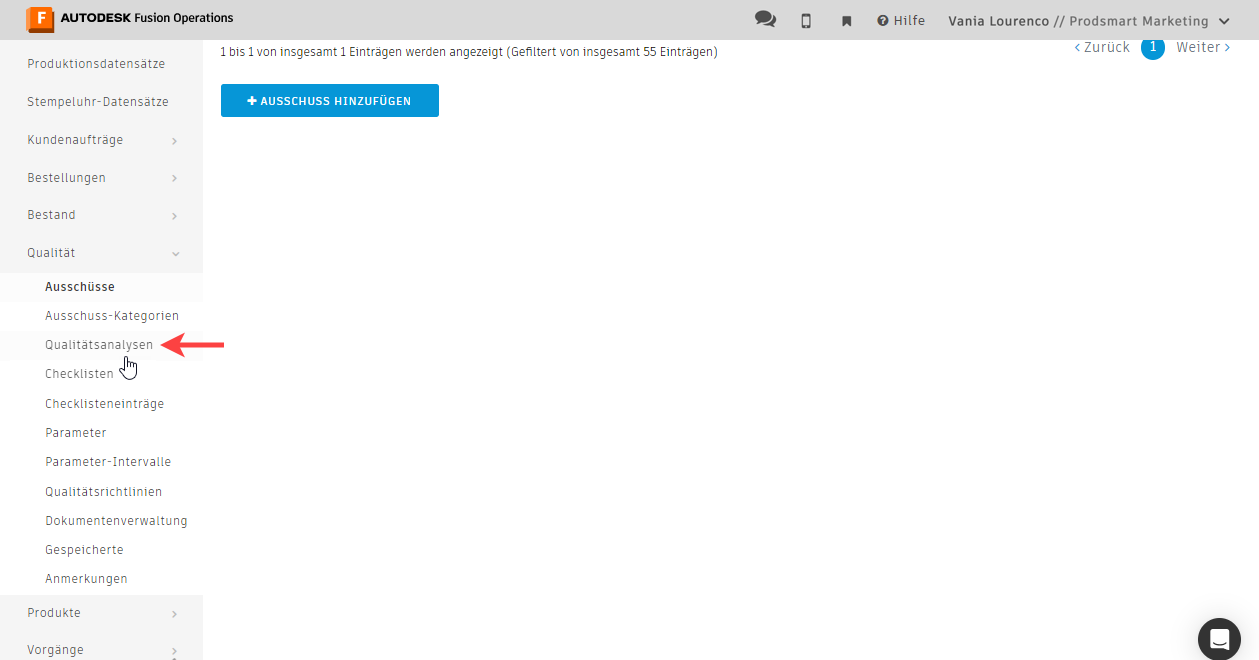 F AUTODESK Fusion Operations
Hilfe
Vania Lourenco // Prodsmart Marketing
Produktionsdatensätze
Stempeluhr-Datensätze
Kundenaufträge
Bestellungen
Bestand
Qualität
Ausschüsse
Ausschuss-Kategorien
Qualitätsanalysen
Checklisten
Checklisteneinträge
Parameter
Parameter-Intervalle
Qualitätsrichtlinien
Dokumentenverwaltung
Gespeicherte
Anmerkungen
Produkte
Vorgänge
1 bis 1 von insgesamt 1 Einträgen werden angezeigt (Gefiltert von insgesamt 55 Einträgen)
‹ Zurück 1 Weiter ›
+ AUSSCHUSS HINZUFÜGEN